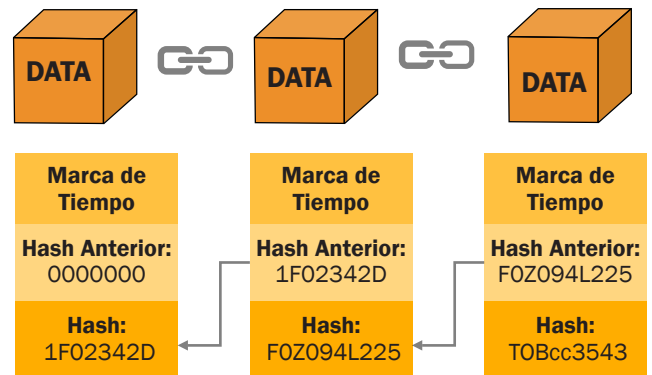 DATA
DATA
DATA
Marca de
Tiempo
Hash Anterior:
0000000
Hash:
1F02342D
Marca de
Tiempo
Hash Anterior:
1F02342D
Hash:
F0Z094L225
Marca de
Tiempo
Hash Anterior:
F0Z094L225
Hash:
T0Bcc3543